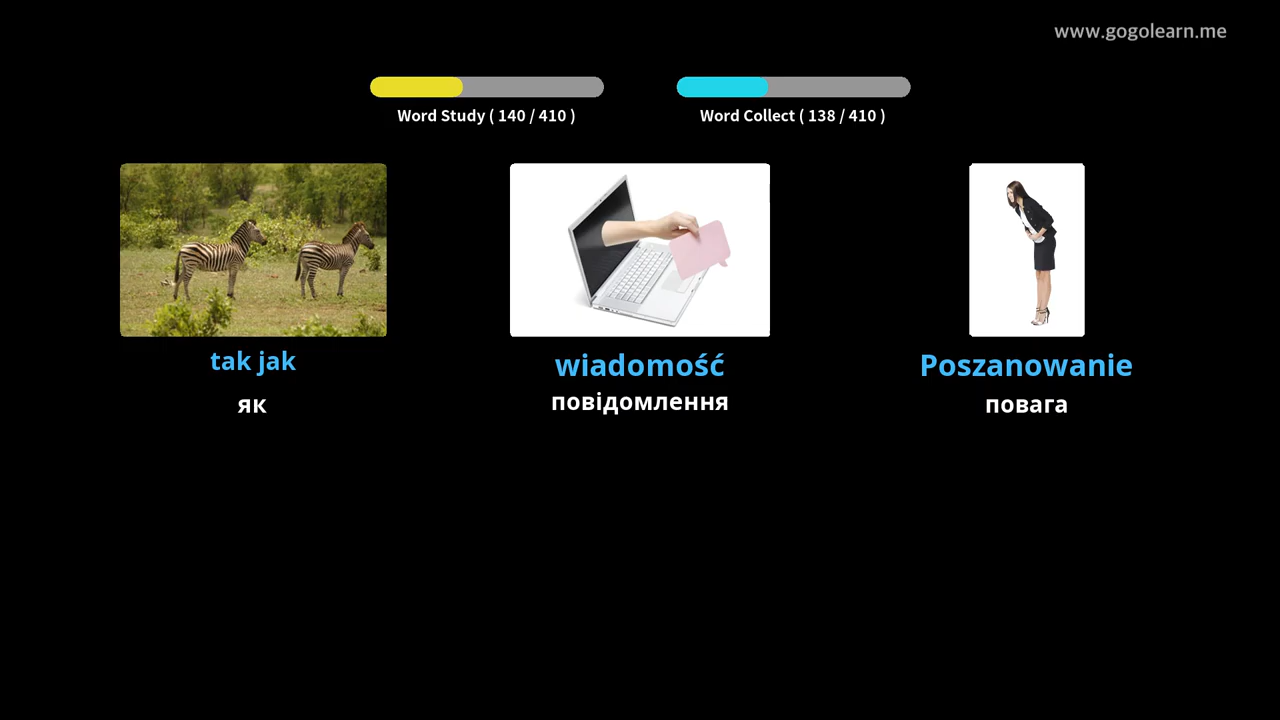 www.gogolearn.me
Word Study ( 140 / 410 )
Word Collect ( 138 / 410 )
tak jak
як
wiadomość
повідомлення
Poszanowanie
повага